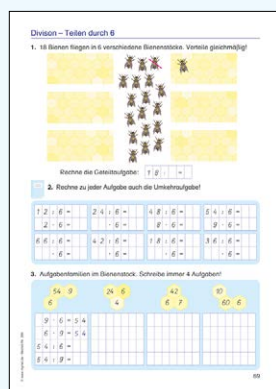 Divison – Teilen durch 6
1. 18 Bienen fliegen in 6 verschiedene Bienenstöcke. Verteile gleichmäßig!
Rechne die Geteiltaufgabe: 18: =
2. Rechne zu jeder Aufgabe auch die Umkehraufgabe!
12:6= 24:6= 48:6= 54:6=
2·6= ·6= 8·6= 9·6=
66:6= 42:6= 18:6= 36:6=
·6= ·6= ·6= ·6=
3. Aufgabenfamilien im Bienenstock. Schreibe immer 4 Aufgaben!
54 9 24 6 42 10
6 4 6 7 60 6
9·6=54
6·9=54
54:6=
54:9=
69